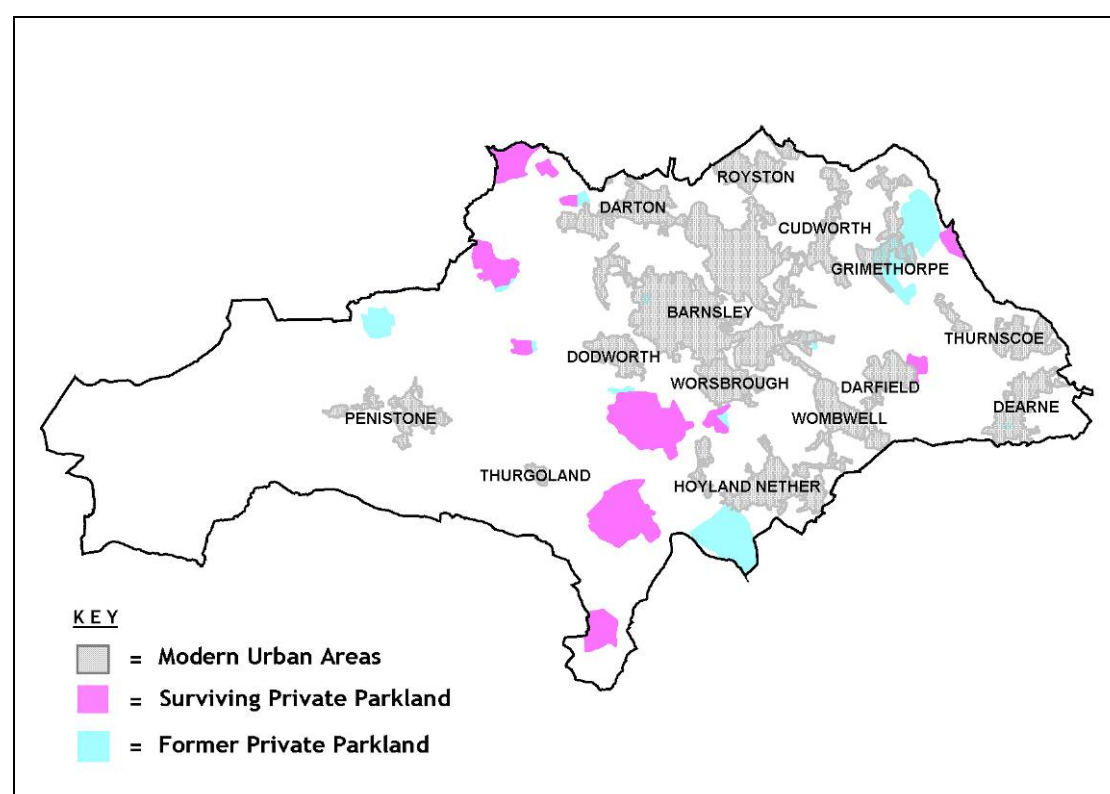 ROYSTON
DARTON
CUDWORTH
GRIMETHORPE
BARNSLEY
THURNSCOE
DODWORTH
WORSBROUGH
DARFIELD
DEARNE
PENISTONE
WOMBWELL
THURGOLAND
HOYLAND NETHER
KEY
= Modern Urban Areas
= Surviving Private Parkland
= Former Private Parkland